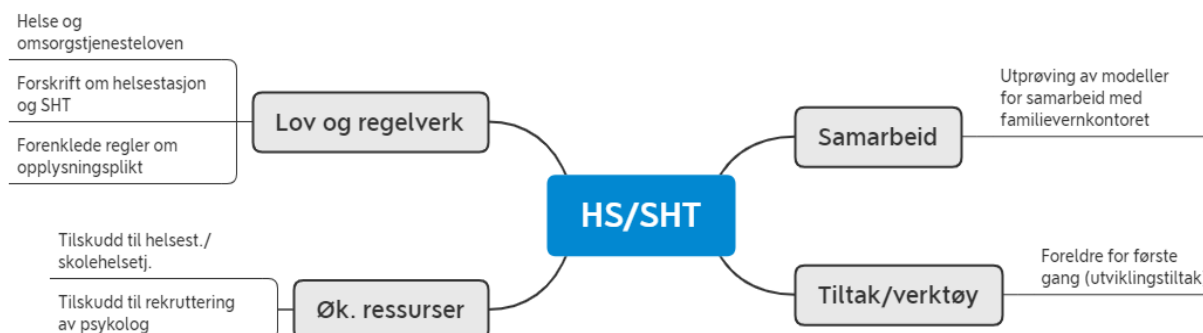 Helse og
omsorgstjenesteloven
Forskrift om helsestasjon
og SHT
Forenklede regler om
opplysningsplikt
Lov og regelverk
Tilskudd til helsest./
skolehelsetj.
Tilskudd til rekruttering
av psykolog
Øk. ressurser
HS/SHT
Samarbeid
Utprøving av modeller
for samarbeid med
familievernkontoret
Tiltak/verktøy
Foreldre for første
gang (utviklingstiltak